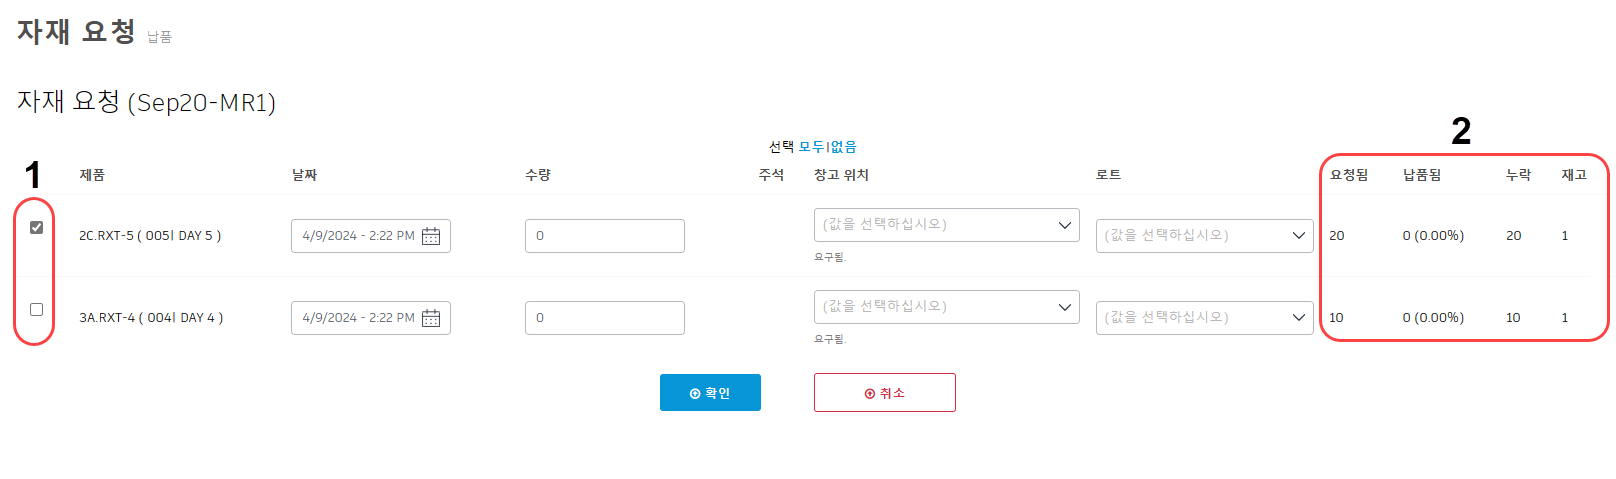 자재 요청 납품
자재 요청 (Sep20-MR1)
선택 모두|없음
2
1
제품 날짜 수량 주석 창고 위치 로트 요청됨 납품됨 누락 재고
2C.RXT-5 ( 005| DAY 5 ) 4/9/2024 - 2:22 PM 0 (값을 선택하십시오) (값을 선택하십시오) 20 0 (0.00%) 20 1
요구됨.
3A.RXT-4 ( 004| DAY 4 ) 4/9/2024 - 2:22 PM 0 (값을 선택하십시오) (값을 선택하십시오) 10 0 (0.00%) 10 1
요구됨.
확인 취소